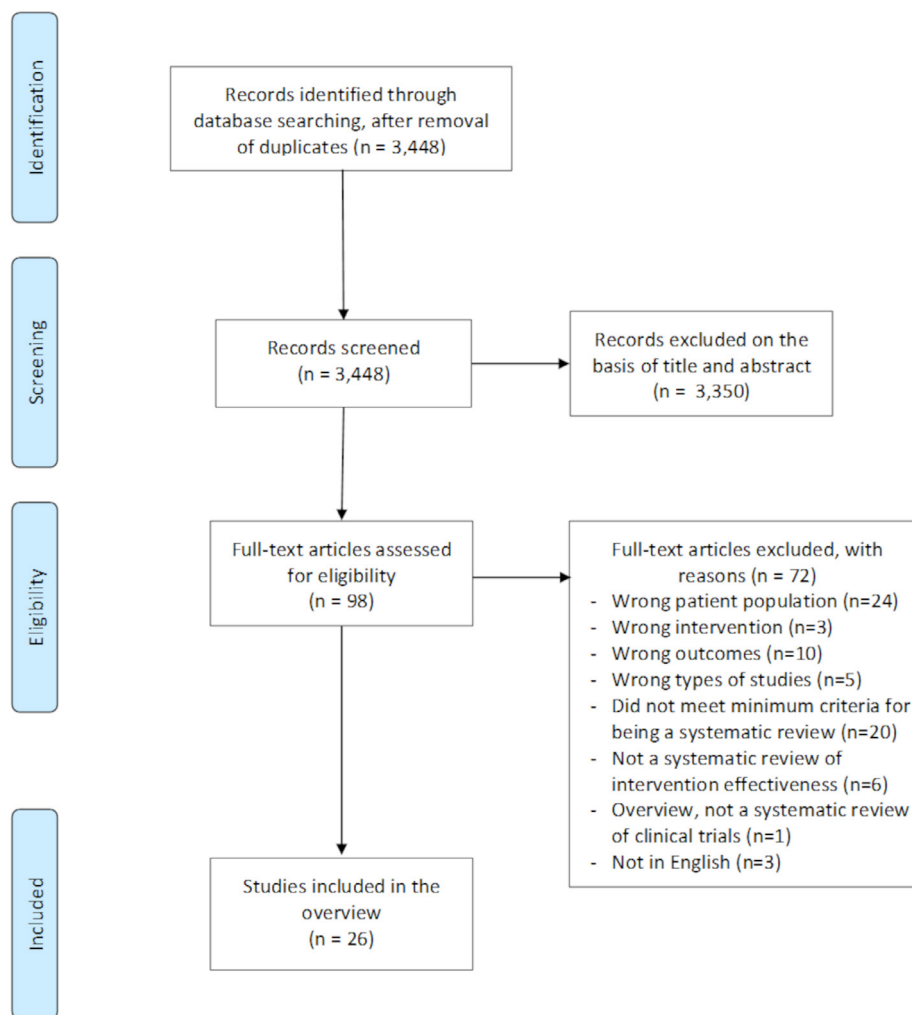 Identification
Records identified through
database searching, after removal
of duplicates (n = 3,448)
Screening
Records screened
(n = 3,448)
Records excluded on the
basis of title and abstract
(n = 3,350)
Eligibility
Full-text articles assessed
for eligibility
(n = 98)
Full-text articles excluded, with
reasons (n = 72)
- Wrong patient population (n=24)
- Wrong intervention (n=3)
- Wrong outcomes (n=10)
- Wrong types of studies (n=5)
- Did not meet minimum criteria for
being a systematic review (n=20)
- Not a systematic review of
intervention effectiveness (n=6)
- Overview, not a systematic review
of clinical trials (n=1)
- Not in English (n=3)
Included
Studies included in the
overview
(n = 26)